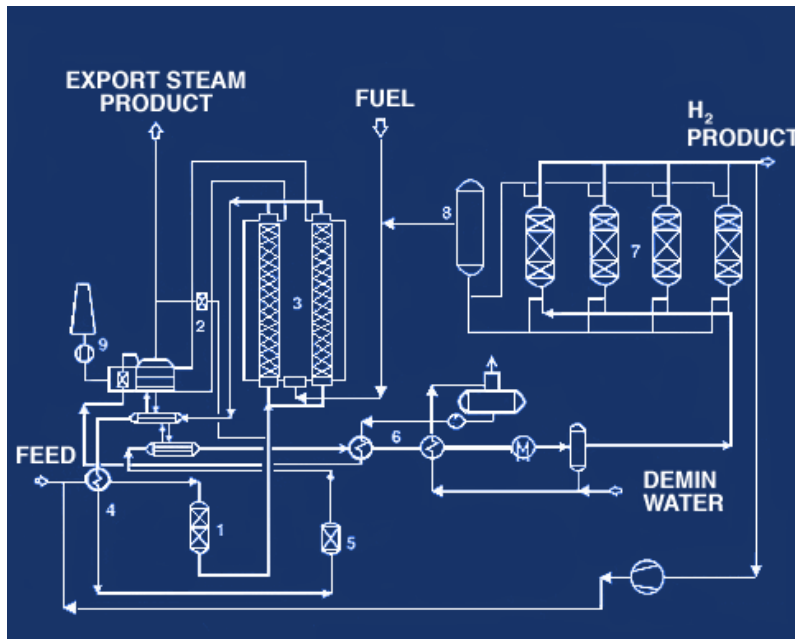 EXPORT STEAM
PRODUCT
FUEL
H₂
PRODUCT
8
7
3
2
9
6
FEED
DEMIN
WATER
4
1
5
M